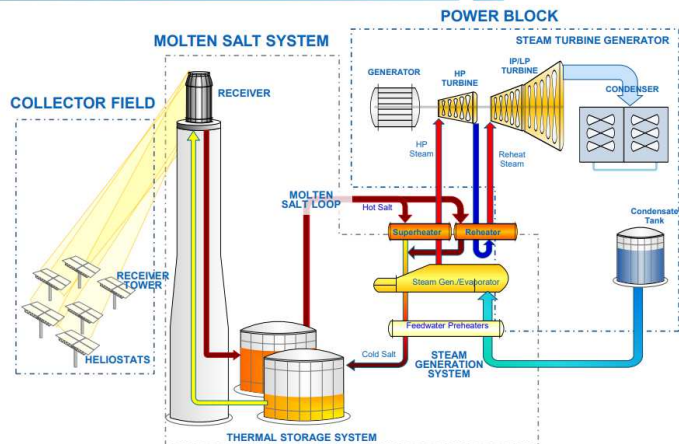 POWER BLOCK
MOLTEN SALT SYSTEM
STEAM TURBINE GENERATOR
COLLECTOR FIELD
RECEIVER
GENERATOR
HP
TURBINE
IP/LP
TURBINE
CONDENSER
HP
Steam
Reheat
Steam
MOLTEN
SALT LOOP
Hot Salt
Superheater
Reheater
Condensate
Tank
RECEIVER
TOWER
Steam Gen./Evaporator
Feedwater Preheaters
HELIOSTATS
Cold Salt
STEAM
GENERATION
SYSTEM
THERMAL STORAGE SYSTEM